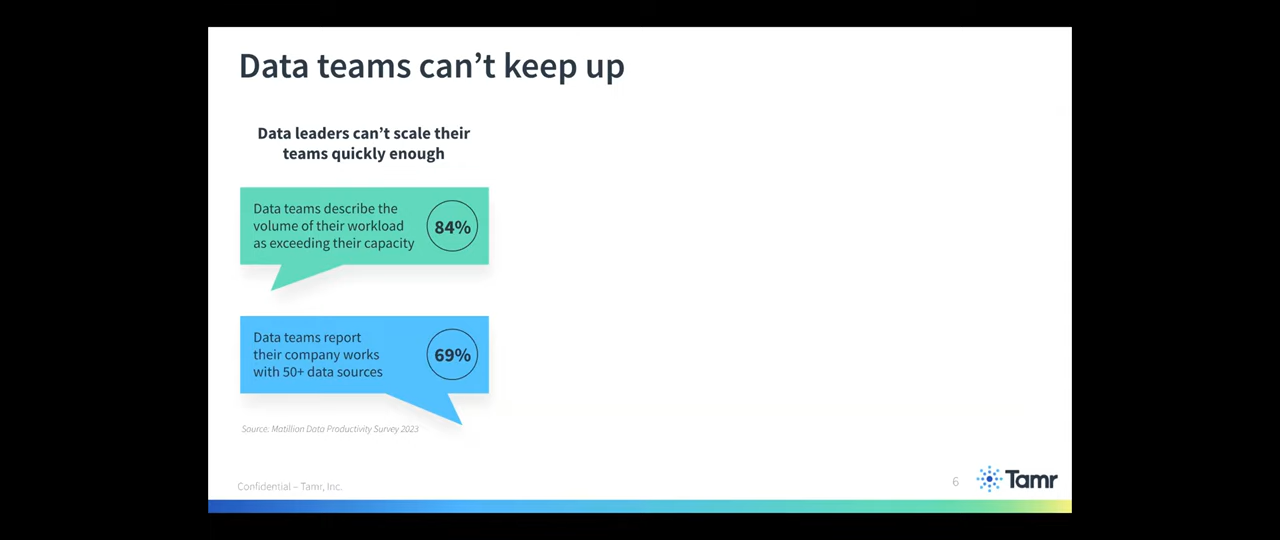 Data teams can’t keep up
Data leaders can’t scale their
teams quickly enough
Data teams describe the
volume of their workload
as exceeding their capacity
84%
Data teams report
their company works
with 50+ data sources
69%
Source: Matillion Data Productivity Survey 2023
Confidential – Tamr, Inc.
6
Tamr